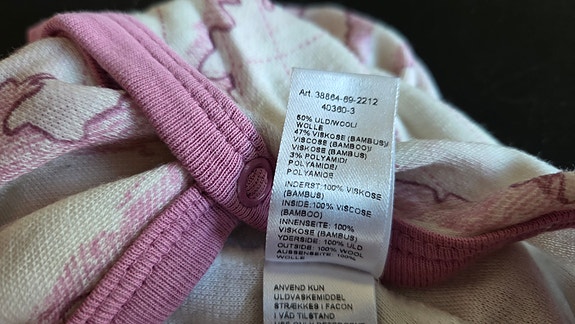 Art. 38864-69-2212
40360-3
50% ULD/WOOL/
WOLLE
47% VISKOSE (BAMBUS)/
VISCOSE (BAMBOO)/
VISKOSE (BAMBUS)
3% POLYAMID/
POLYAMIDE/
POLYAMIDE
INDERST:100% VISKOSE
(BAMBUS)
INSIDE:100% VISCOSE
(BAMBOO)
INNENSEITE: 100%
VISKOSE (BAMBUS)
YDERSIDE: 100% ULD
OUTSIDE: 100% WOOL
AUSSENSEITE: 100%
WOLLE
ANVEND KUN
ULDVASKEMIDDEL
STRÆKKES I FACON
I VÅD TILSTAND